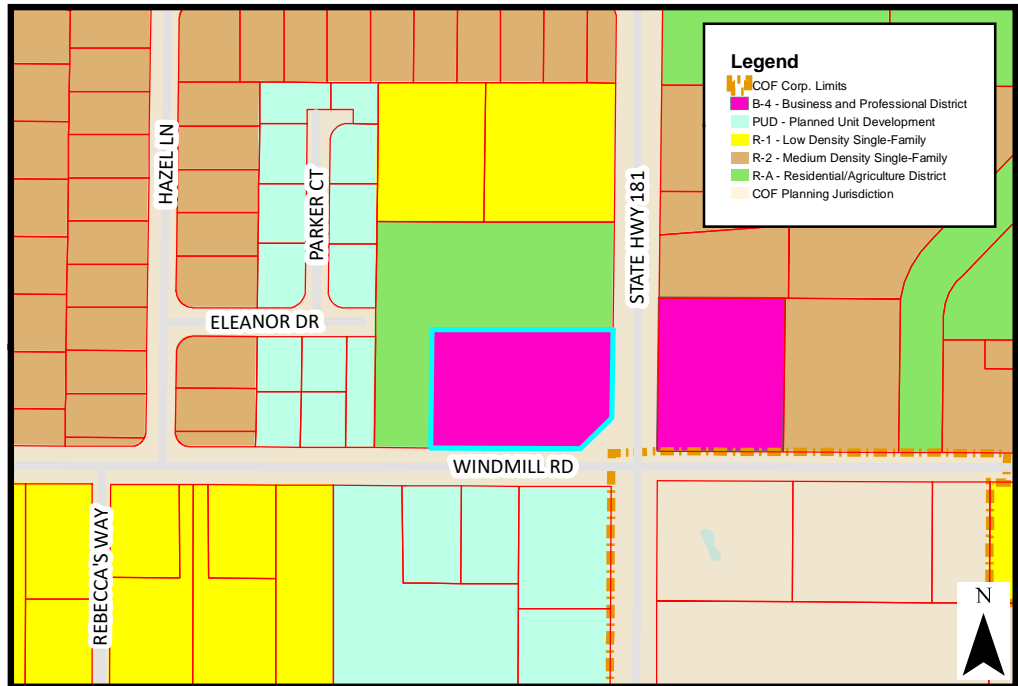 Legend
COF Corp. Limits
B-4 - Business and Professional District
PUD - Planned Unit Development
R-1 - Low Density Single-Family
R-2 - Medium Density Single-Family
R-A - Residential/Agriculture District
COF Planning Jurisdiction
HAZEL LN
PARKER CT
STATE HWY 181
ELEANOR DR
WINDMILL RD
REBECCA'S WAY
N